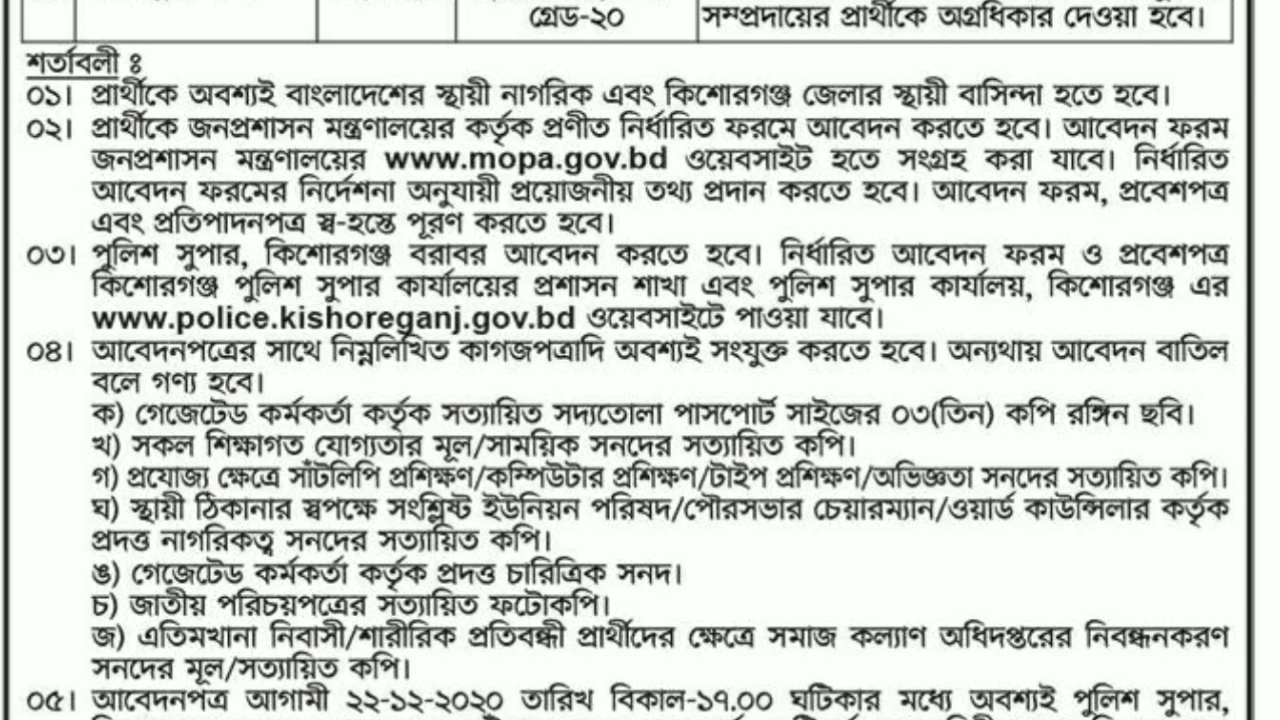 গ্রেড-২০
সম্প্রদায়ের প্রার্থীকে অগ্রধিকার দেওয়া হবে।
শর্তাবলী ঃ
০১। প্রার্থীকে অবশ্যই বাংলাদেশের স্থায়ী নাগরিক এবং কিশোরগঞ্জ জেলার স্থায়ী বাসিন্দা হতে হবে।
০২। প্রার্থীকে জনপ্রশাসন মন্ত্রণালয়ের কর্তৃক প্রণীত নির্ধারিত ফরমে আবেদন করতে হবে। আবেদন ফরম
জনপ্রশাসন মন্ত্রণালয়ের www.mopa.gov.bd ওয়েবসাইট হতে সংগ্রহ করা যাবে। নির্ধারিত
আবেদন ফরমের নির্দেশনা অনুযায়ী প্রয়োজনীয় তথ্য প্রদান করতে হবে। আবেদন ফরম, প্রবেশপত্র
এবং প্রতিপাদনপত্র স্ব-হস্তে পূরণ করতে হবে।
০৩। পুলিশ সুপার, কিশোরগঞ্জ বরাবর আবেদন করতে হবে। নির্ধারিত আবেদন ফরম ও প্রবেশপত্র
কিশোরগঞ্জ পুলিশ সুপার কার্যালয়ের প্রশাসন শাখা এবং পুলিশ সুপার কার্যালয়, কিশোরগঞ্জ এর
www.police.kishoreganj.gov.bd ওয়েবসাইটে পাওয়া যাবে।
০৪। আবেদনপত্রের সাথে নিম্নলিখিত কাগজপত্রাদি অবশ্যই সংযুক্ত করতে হবে। অন্যথায় আবেদন বাতিল
বলে গণ্য হবে।
ক) গেজেটেড কর্মকর্তা কর্তৃক সত্যায়িত সদ্যতোলা পাসপোর্ট সাইজের ০৩(তিন) কপি রঙ্গিন ছবি।
খ) সকল শিক্ষাগত যোগ্যতার মূল/সাময়িক সনদের সত্যায়িত কপি।
গ) প্রযোজ্য ক্ষেত্রে সাঁটলিপি প্রশিক্ষণ/কম্পিউটার প্রশিক্ষণ/টাইপ প্রশিক্ষণ/অভিজ্ঞতা সনদের সত্যায়িত কপি।
ঘ) স্থায়ী ঠিকানার স্বপক্ষে সংশ্লিষ্ট ইউনিয়ন পরিষদ/পৌরসভার চেয়ারম্যান/ওয়ার্ড কাউন্সিলার কর্তৃক
প্রদত্ত নাগরিকত্ব সনদের সত্যায়িত কপি।
ঙ) গেজেটেড কর্মকর্তা কর্তৃক প্রদত্ত চারিত্রিক সনদ।
চ) জাতীয় পরিচয়পত্রের সত্যায়িত ফটোকপি।
জ) এতিমখানা নিবাসী/শারীরিক প্রতিবন্ধী প্রার্থীদের ক্ষেত্রে সমাজ কল্যাণ অধিদপ্তরের নিবন্ধনকরণ
সনদের মূল/সত্যায়িত কপি।
০৫। আবেদনপত্র আগামী ২২-১২-২০২০ তারিখ বিকাল-১৭.০০ ঘটিকার মধ্যে অবশ্যই পুলিশ সুপার,